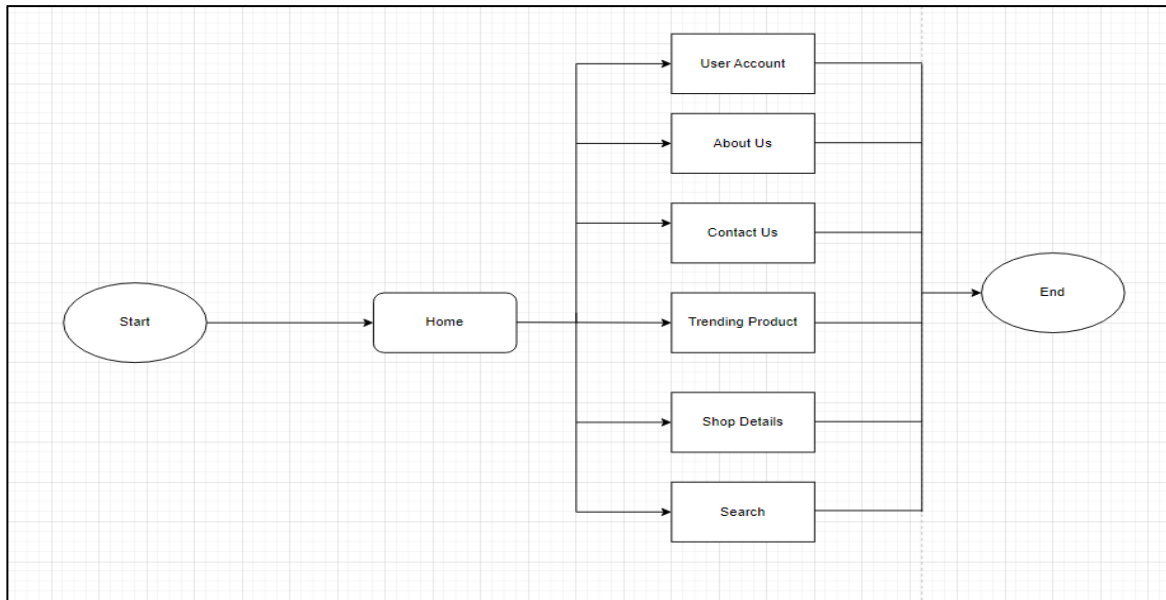 User Account
About Us
Contact Us
Start
Home
Trending Product
End
Shop Details
Search